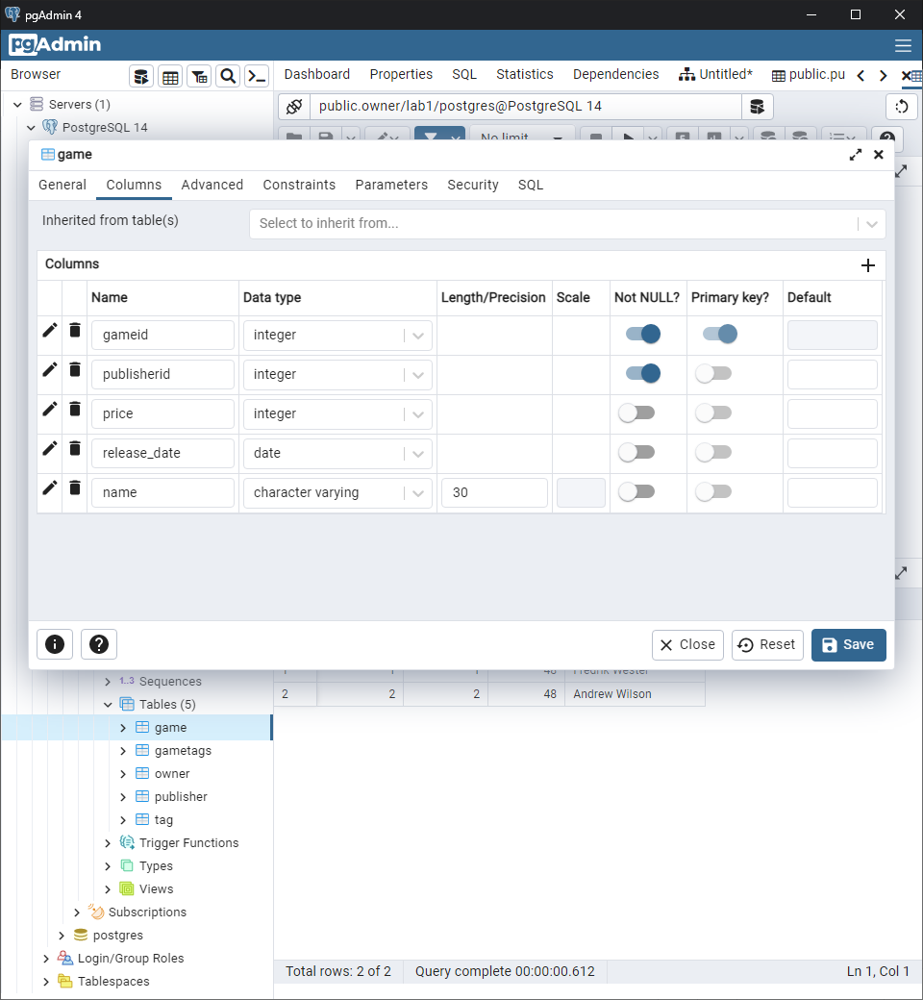 pgAdmin 4
pgAdmin
Browser
Dashboard Properties SQL Statistics Dependencies Untitled* public.pu
Servers (1)
PostgreSQL 14
public.owner/lab1/postgres@PostgreSQL 14
No limit
game
General Columns Advanced Constraints Parameters Security SQL
Inherited from table(s) Select to inherit from...
Columns
Name Data type Length/Precision Scale Not NULL? Primary key? Default
gameid integer
publisherid integer
price integer
release_date date
name character varying 30
Close Reset Save
1 1 1 48 Fredrik Wester
2 2 2 48 Andrew Wilson
1..3 Sequences
Tables (5)
game
gametags
owner
publisher
tag
Trigger Functions
Types
Views
Subscriptions
postgres
Login/Group Roles
Tablespaces
Total rows: 2 of 2 Query complete 00:00:00.612 Ln 1, Col 1